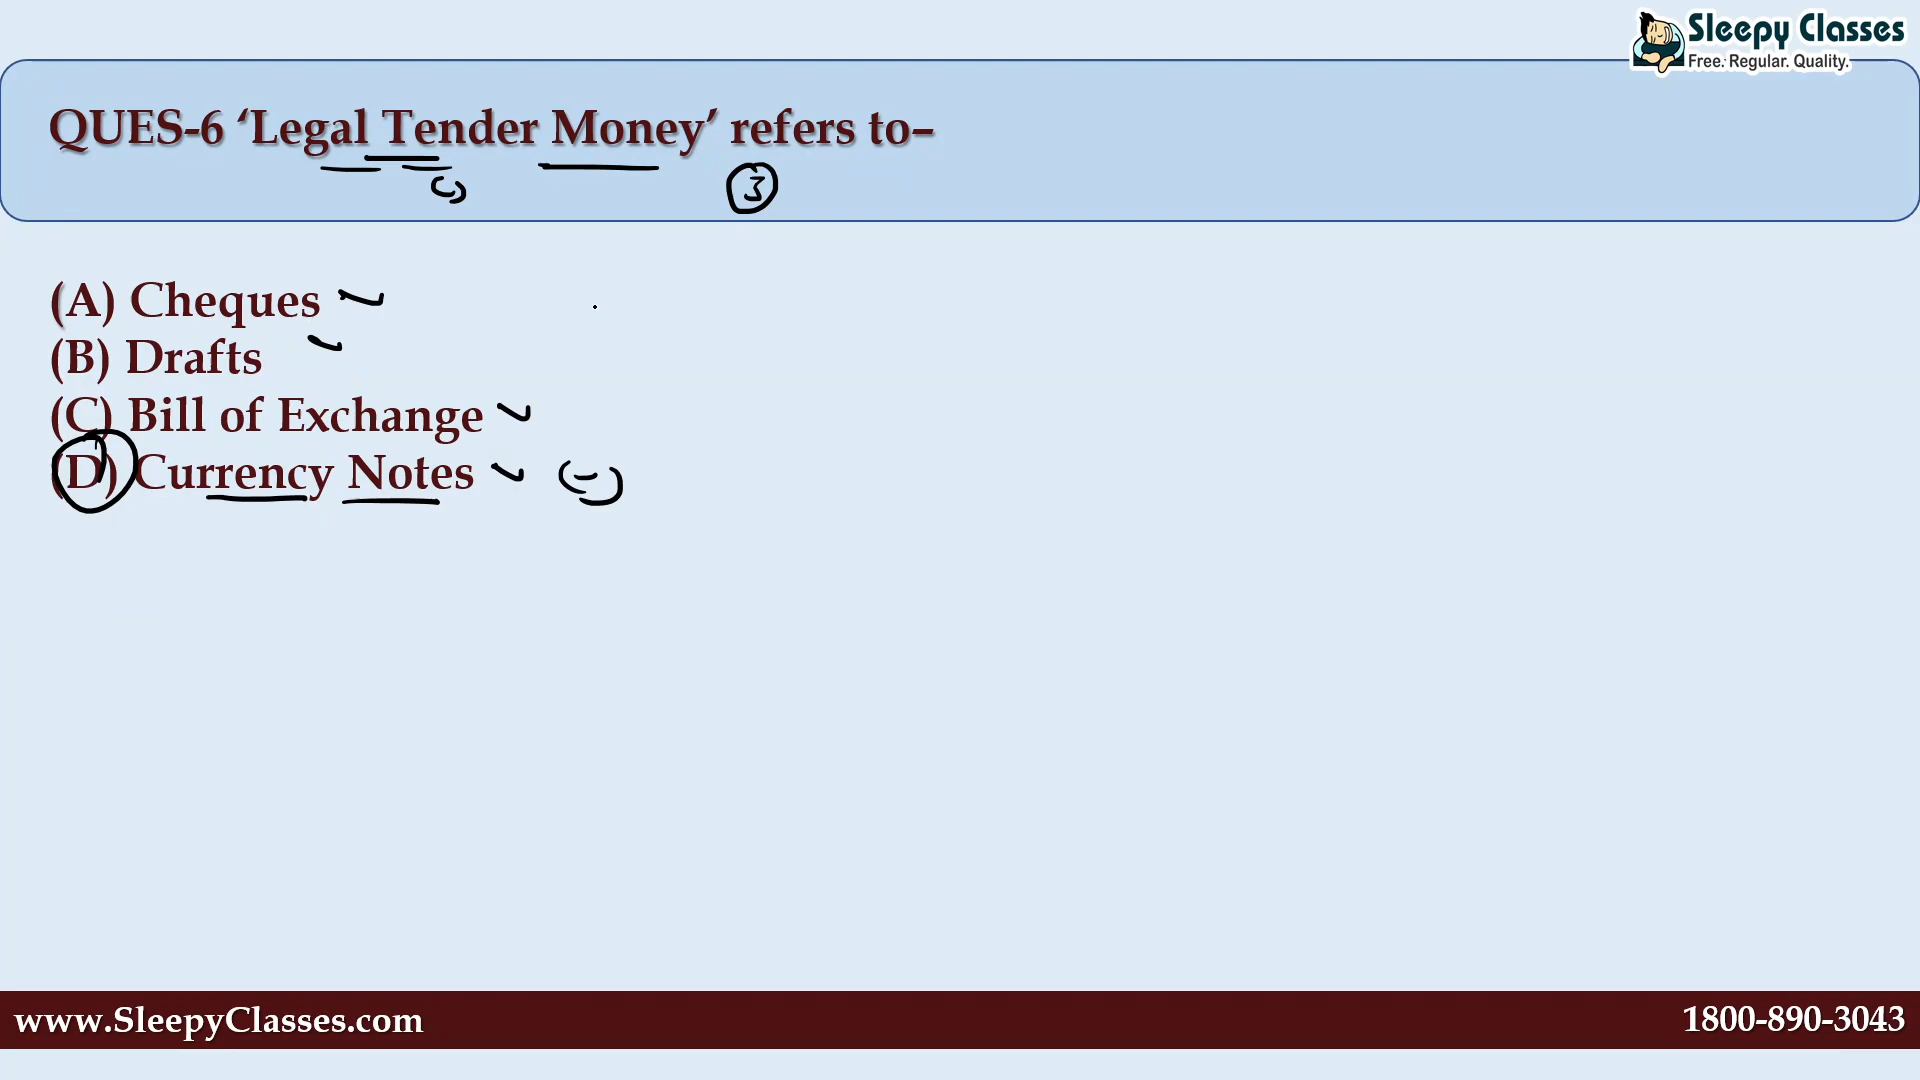 Sleepy Classes
Free. Regular. Quality.
QUES-6 ‘Legal Tender Money’ refers to–
3
(A) Cheques
(B) Drafts
(C) Bill of Exchange
(D) Currency Notes
www.SleepyClasses.com
1800-890-3043